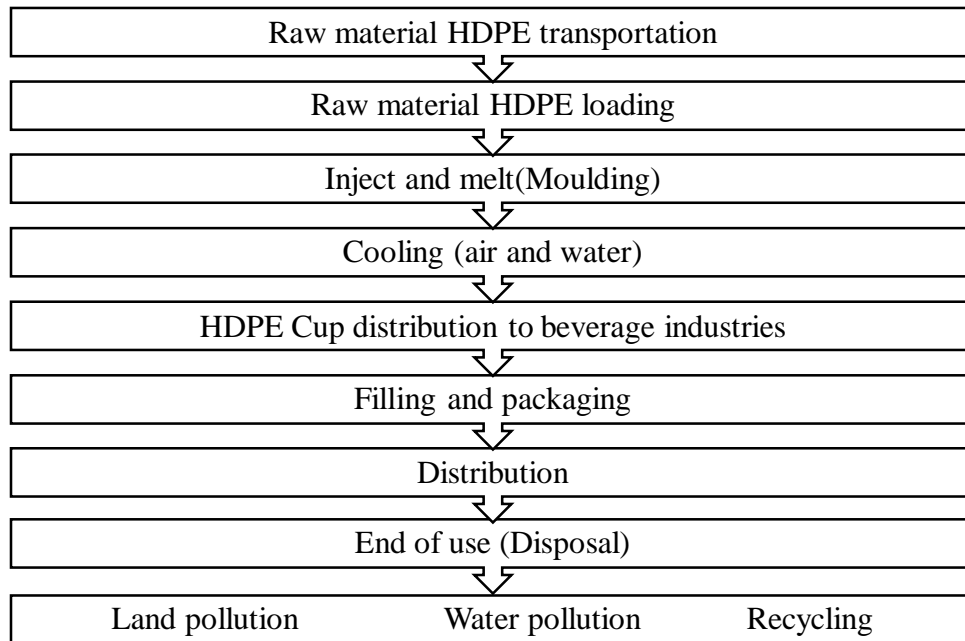 Raw material HDPE transportation
Raw material HDPE loading
Inject and melt(Moulding)
Cooling (air and water)
HDPE Cup distribution to beverage industries
Filling and packaging
Distribution
End of use (Disposal)
Land pollution Water pollution Recycling